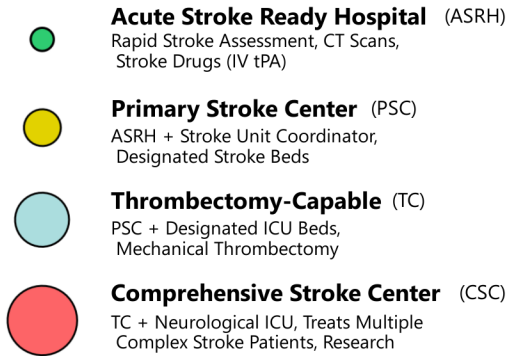 Acute Stroke Ready Hospital (ASRH)
Rapid Stroke Assessment, CT Scans,
Stroke Drugs (IV tPA)
Primary Stroke Center (PSC)
ASRH + Stroke Unit Coordinator,
Designated Stroke Beds
Thrombectomy-Capable (TC)
PSC + Designated ICU Beds,
Mechanical Thrombectomy
Comprehensive Stroke Center (CSC)
TC + Neurological ICU, Treats Multiple
Complex Stroke Patients, Research